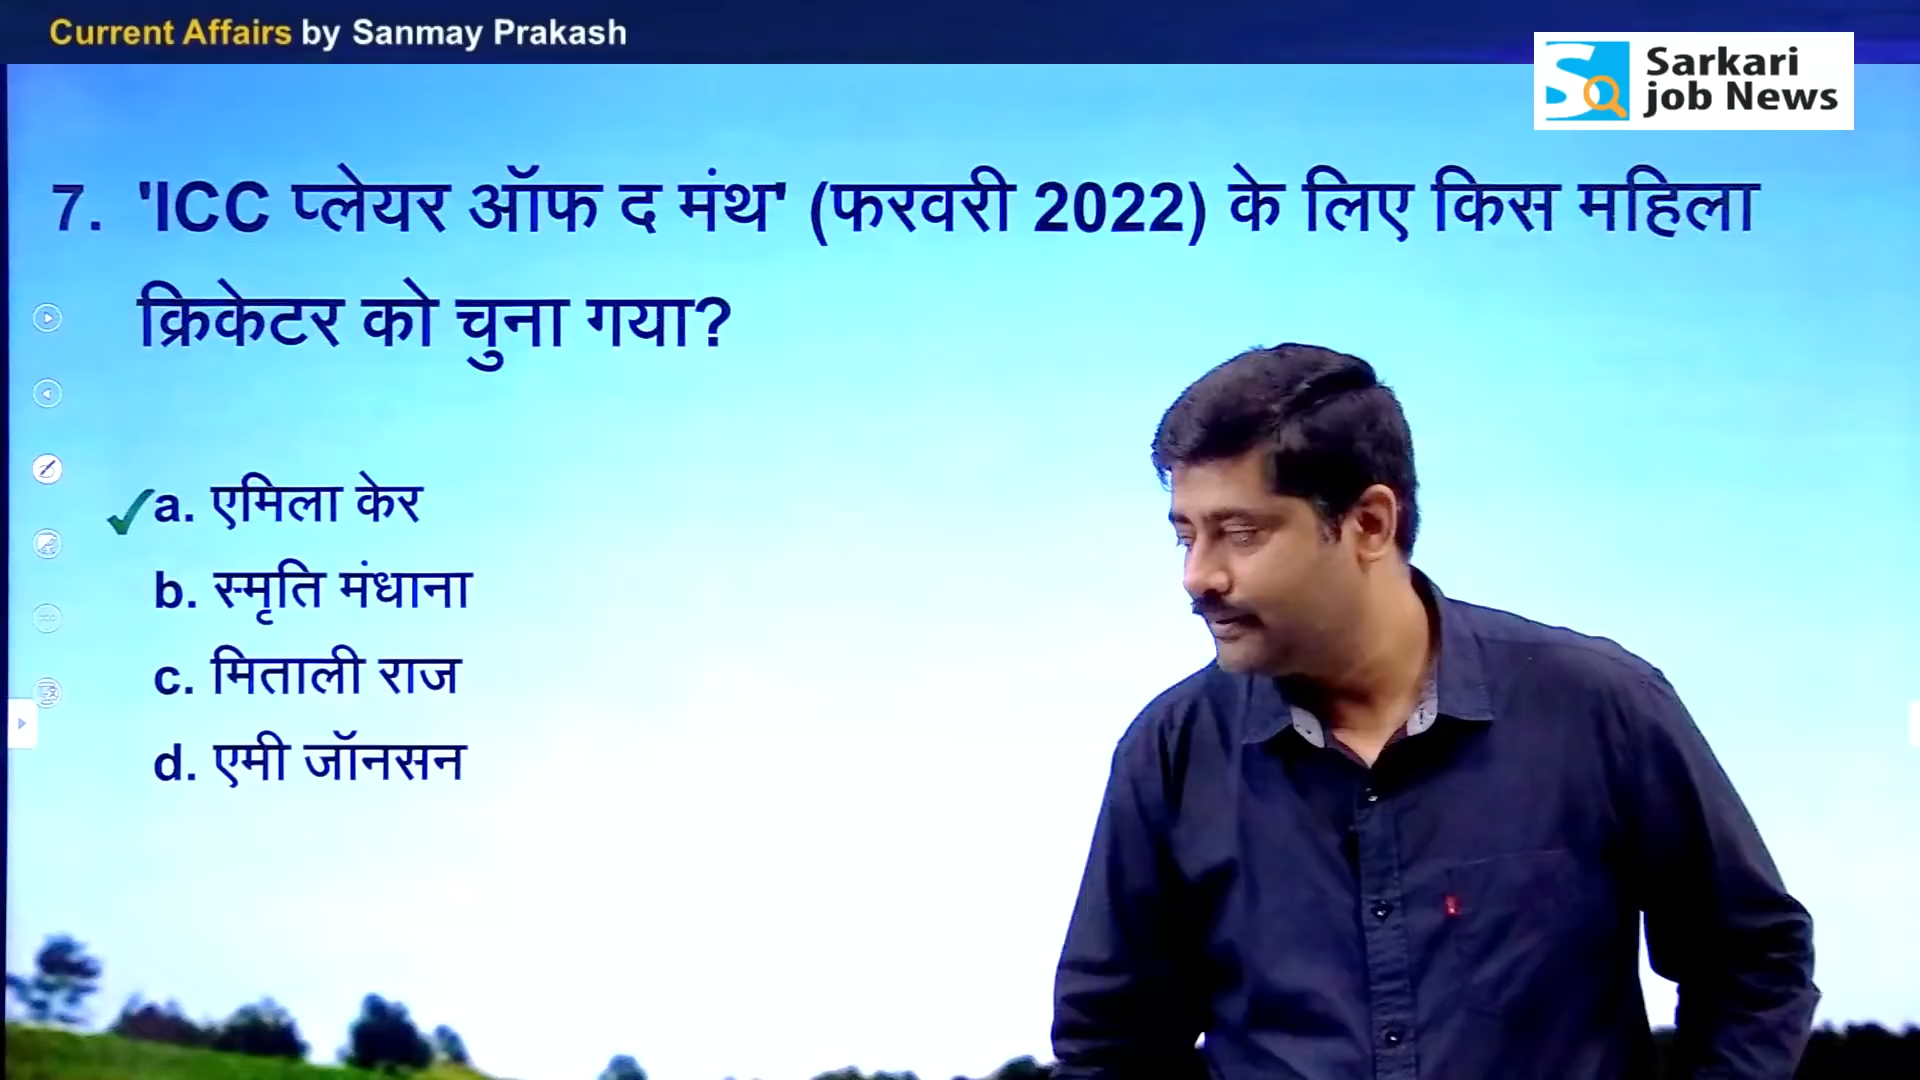 Current Affairs by Sanmay Prakash
Sarkari
job News
7. 'ICC प्लेयर ऑफ द मंथ' (फरवरी 2022) के लिए किस महिला
क्रिकेटर को चुना गया?
a. एमिला केर
b. स्मृति मंधाना
c. मिताली राज
d. एमी जॉनसन